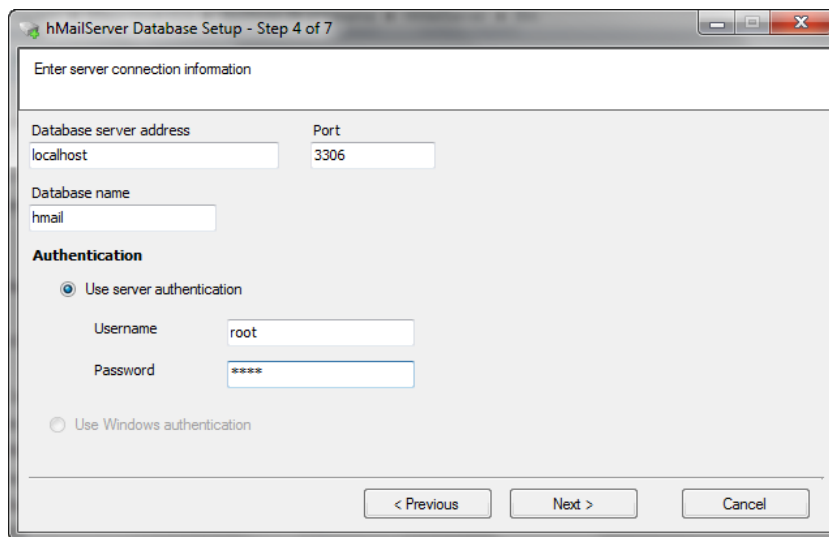 hMailServer Database Setup - Step 4 of 7
Enter server connection information
Database server address Port
localhost 3306
Database name
hmail
Authentication
Use server authentication
Username root
Password ****
Use Windows authentication
< Previous Next > Cancel